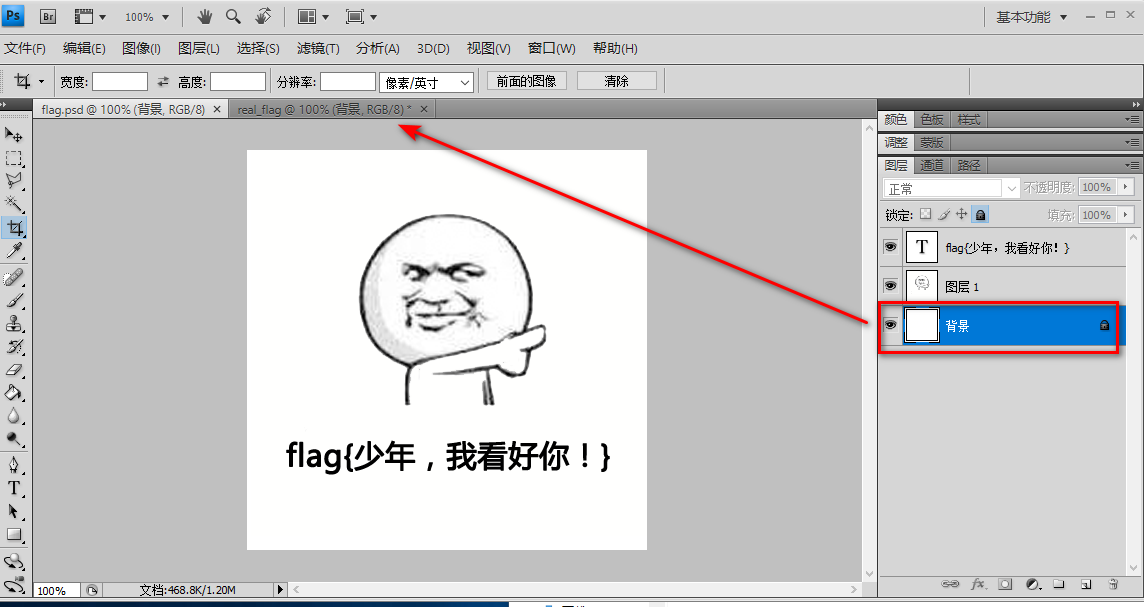 Ps Br 100% 基本功能
文件(F) 编辑(E) 图像(I) 图层(L) 选择(S) 滤镜(T) 分析(A) 3D(D) 视图(V) 窗口(W) 帮助(H)
宽度: 高度: 分辨率: 像素/英寸 前面的图像 清除
flag.psd @ 100% (背景, RGB/8) × real_flag @ 100% (背景, RGB/8) * ×
颜色 色板 样式
调整 蒙版
图层 通道 路径
正常 不透明度: 100%
锁定: 填充: 100%
T flag{少年，我看好你！}
图层 1
背景
flag{少年，我看好你！}
T
100% 文档:468.8K/1.20M
fx